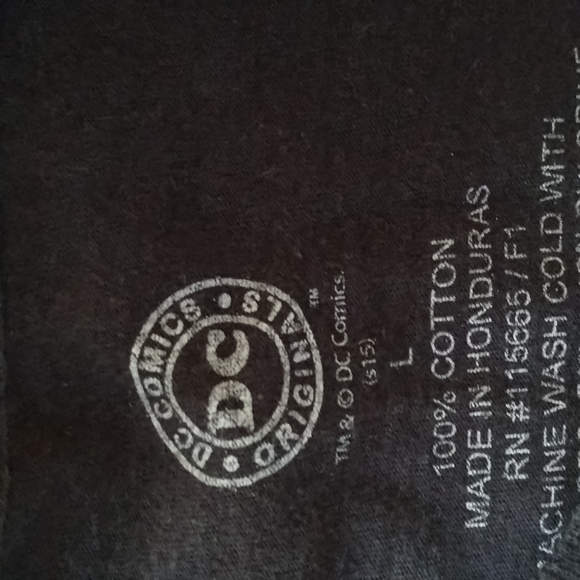 DC COMICS
DC
ORIGINALS
™
TM & © DC Comics.
(s15)
L
100% COTTON
MADE IN HONDURAS
RN #115665 / F1
MACHINE WASH COLD WITH